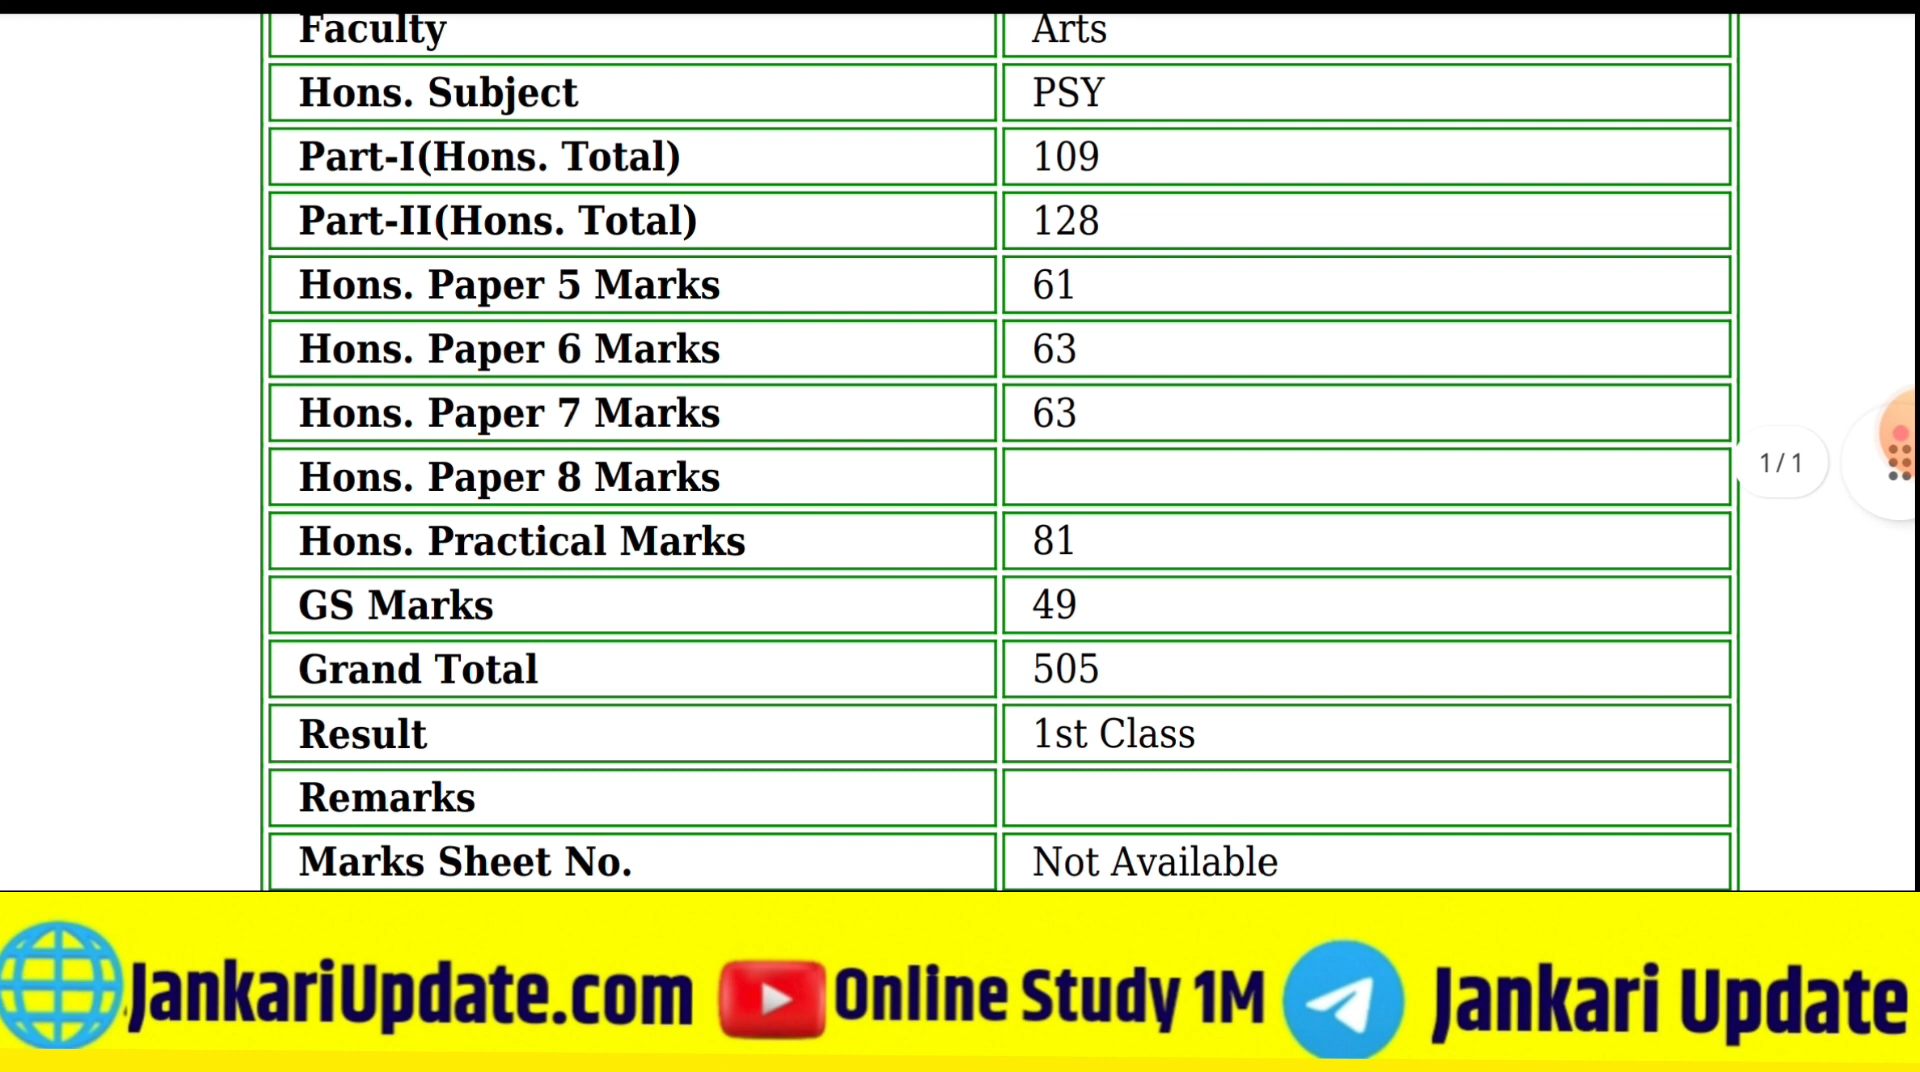 Faculty Arts
Hons. Subject PSY
Part-I(Hons. Total) 109
Part-II(Hons. Total) 128
Hons. Paper 5 Marks 61
Hons. Paper 6 Marks 63
Hons. Paper 7 Marks 63
Hons. Paper 8 Marks
Hons. Practical Marks 81
GS Marks 49
Grand Total 505
Result 1st Class
Remarks
Marks Sheet No. Not Available
1/1
JankariUpdate.com Online Study 1M Jankari Update